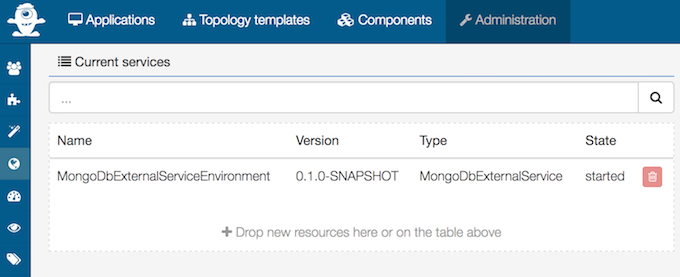 Applications Topology templates Components Administration
Current services
...
Name Version Type State
MongoDbExternalServiceEnvironment 0.1.0-SNAPSHOT MongoDbExternalService started
Drop new resources here or on the table above